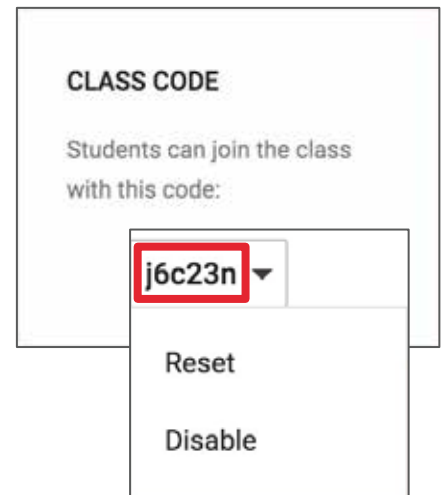 CLASS CODE
Students can join the class
with this code:
j6c23n
Reset
Disable